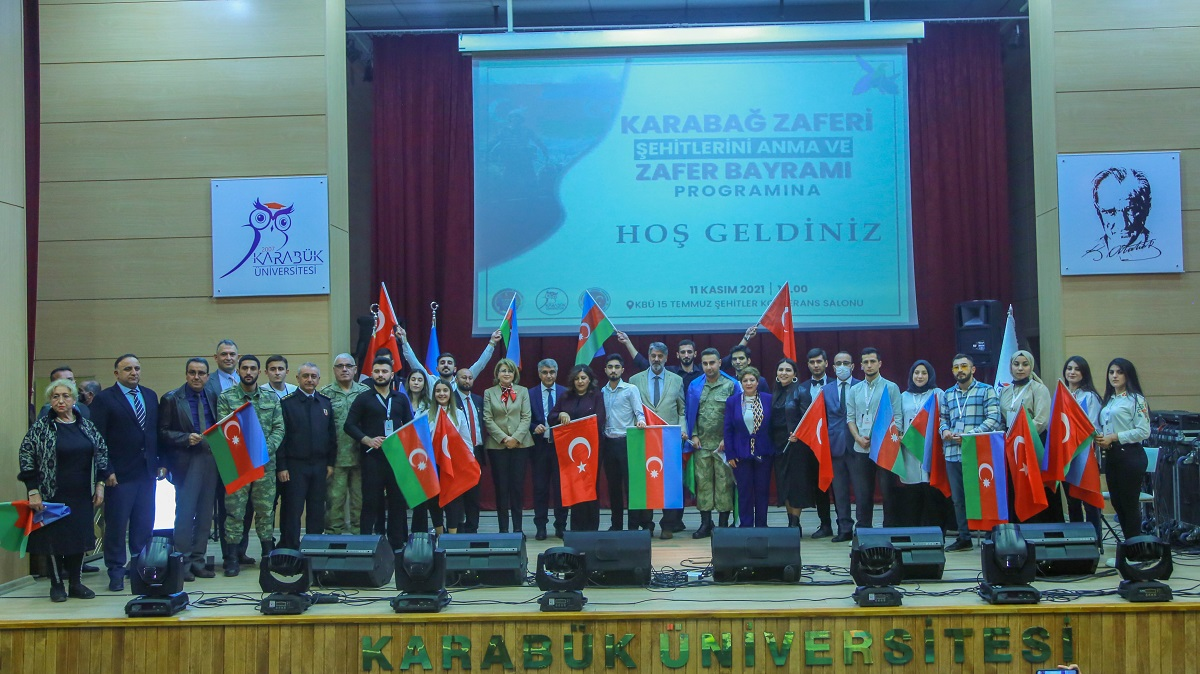 KARABAĞ ZAFERİ
ŞEHİTLERİNİ ANMA VE
ZAFER BAYRAMI
PROGRAMINA
HOŞ GELDİNİZ
11 KASIM 2021
KBÜ 15 TEMMUZ ŞEHİTLER SALONU
2007
KARABÜK
ÜNİVERSİTESİ
KARABÜK ÜNİVERSİTESİ